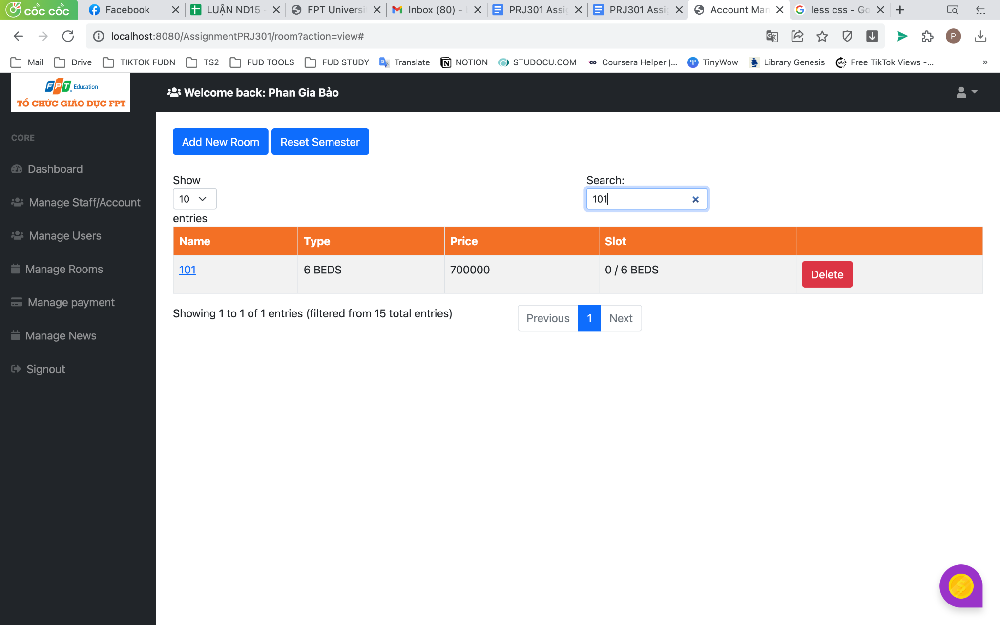 cốc cốc
Facebook
LUẬN ND15 -
FPT Universi
Inbox (80) -
PRJ301 Assig
PRJ301 Assig
Account Man
less css - Go
localhost:8080/AssignmentPRJ301/room?action=view#
P
Mail
Drive
TIKTOK FUDN
TS2
FUD TOOLS
FUD STUDY
Translate
NOTION
STUDOCU.COM
Coursera Helper |...
TinyWow
Library Genesis
Free TikTok Views -...
»
FPT Education
TỔ CHỨC GIÁO DỤC FPT
Welcome back: Phan Gia Bảo
CORE
Dashboard
Manage Staff/Account
Manage Users
Manage Rooms
Manage payment
Manage News
Signout
Add New Room
Reset Semester
Show
10
entries
Search:
101
Name Type Price Slot
101 6 BEDS 700000 0 / 6 BEDS Delete
Showing 1 to 1 of 1 entries (filtered from 15 total entries)
Previous 1 Next